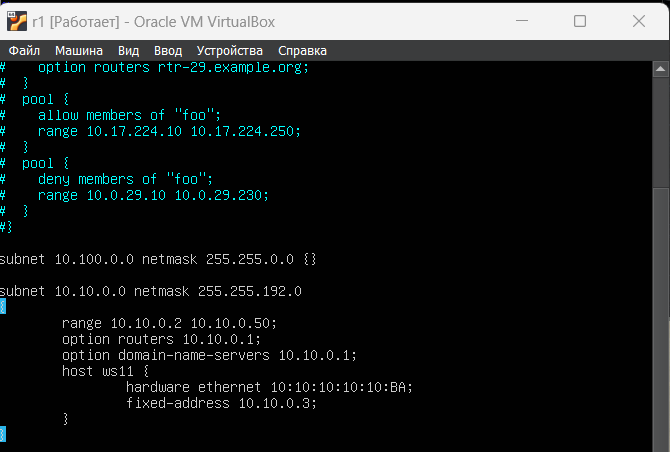 r1 [Работает] - Oracle VM VirtualBox
Файл Машина Вид Ввод Устройства Справка
#    option routers rtr-29.example.org;
#  }
#  pool {
#    allow members of "foo";
#    range 10.17.224.10 10.17.224.250;
#  }
#  pool {
#    deny members of "foo";
#    range 10.0.29.10 10.0.29.230;
#  }
#}
subnet 10.100.0.0 netmask 255.255.0.0 {}
subnet 10.10.0.0 netmask 255.255.192.0
{
        range 10.10.0.2 10.10.0.50;
        option routers 10.10.0.1;
        option domain-name-servers 10.10.0.1;
        host ws11 {
                hardware ethernet 10:10:10:10:10:BA;
                fixed-address 10.10.0.3;
        }
}